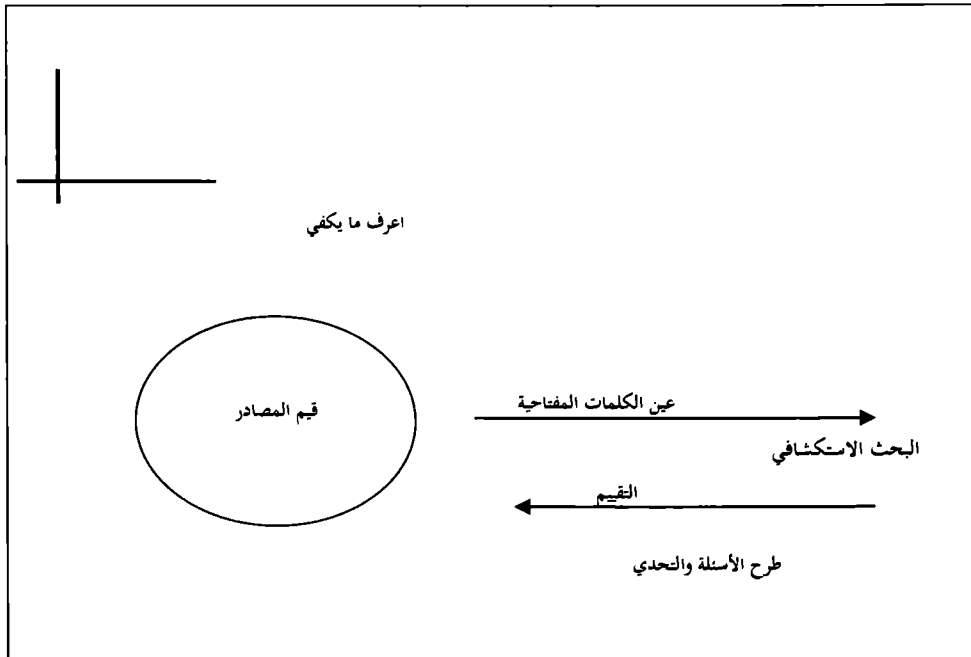 اعرف ما يكفي
قيم المصادر
عين الكلمات المفتاحية
البحث الاستكشافي
التقييم
طرح الأسئلة والتحدي